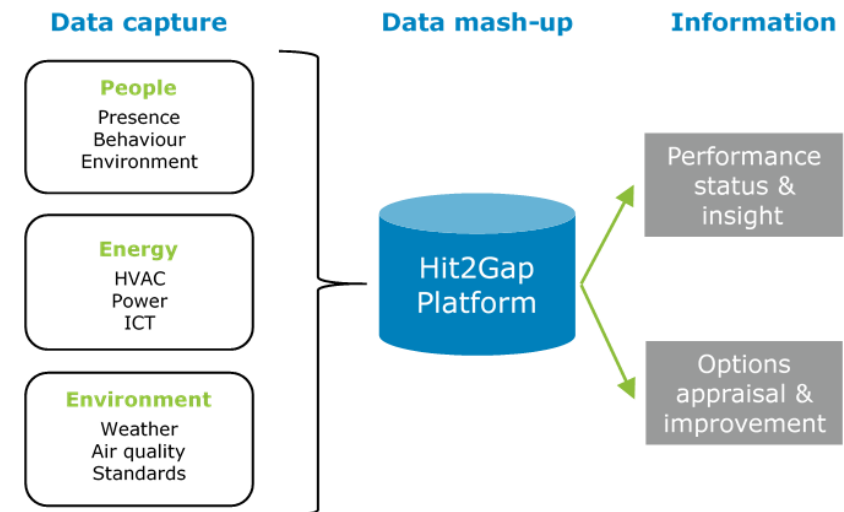 Data capture
Data mash-up
Information
People
Presence
Behaviour
Environment
Energy
HVAC
Power
ICT
Environment
Weather
Air quality
Standards
Hit2Gap
Platform
Performance
status &
insight
Options
appraisal &
improvement